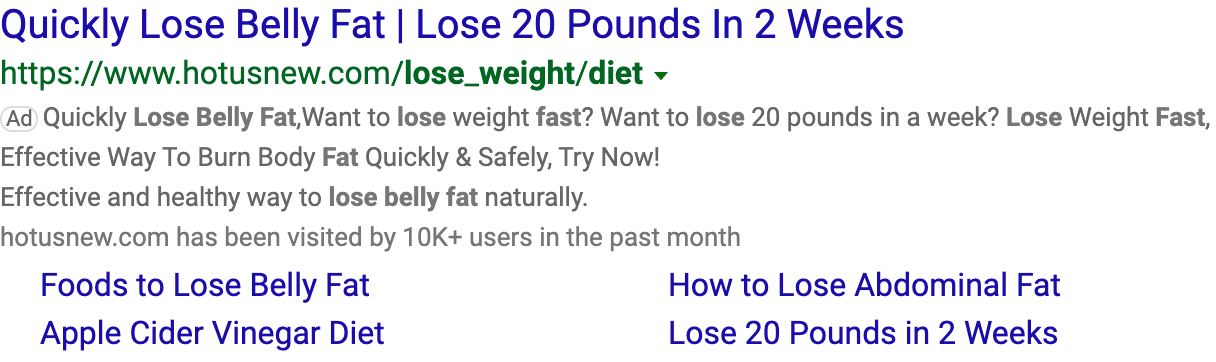 Quickly Lose Belly Fat | Lose 20 Pounds In 2 Weeks
https://www.hotusnew.com/lose_weight/diet
Ad Quickly Lose Belly Fat,Want to lose weight fast? Want to lose 20 pounds in a week? Lose Weight Fast,
Effective Way To Burn Body Fat Quickly & Safely, Try Now!
Effective and healthy way to lose belly fat naturally.
hotusnew.com has been visited by 10K+ users in the past month
Foods to Lose Belly Fat How to Lose Abdominal Fat
Apple Cider Vinegar Diet Lose 20 Pounds in 2 Weeks